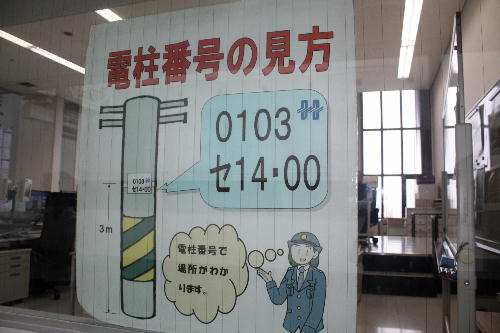 電柱番号の見方
0103
セ14・00
0103
セ14・00
3m
電柱番号で
場所がわか
ります。